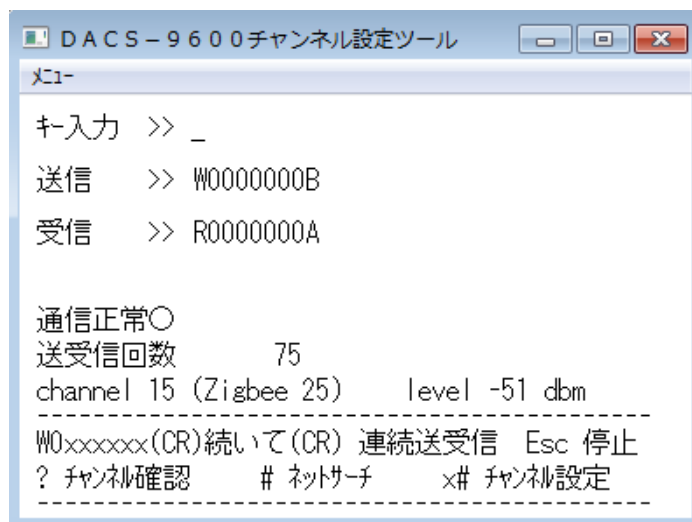 DACS-9600チャンネル設定ツール
ﾒﾆｭｰ
ｷｰ入力 >> _
送信 >> W0000000B
受信 >> R0000000A
通信正常○
送受信回数 75
channel 15 (Zigbee 25) level -51 dbm
--------------------------------------------
W0xxxxxx(CR)続いて(CR) 連続送受信 Esc 停止
? ﾁｬﾝﾈﾙ確認 # ﾈｯﾄｻｰﾁ x# ﾁｬﾝﾈﾙ設定
--------------------------------------------